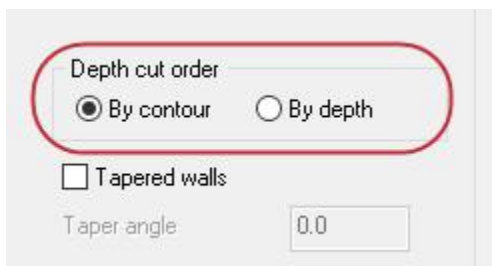 Depth cut order
By contour By depth
Tapered walls
Taper angle 0.0